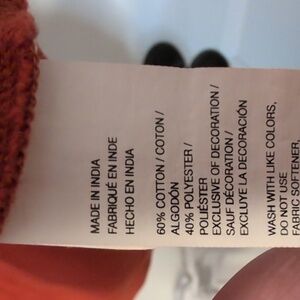 MADE IN INDIA
FABRIQUÉ EN INDE
HECHO EN INDIA
60% COTTON / COTON /
ALGODÓN
40% POLYESTER /
POLIÉSTER
EXCLUSIVE OF DECORATION /
SAUF DÉCORATION /
EXCLUYE LA DECORACIÓN
WASH WITH LIKE COLORS,
DO NOT USE
FABRIC SOFTENER,